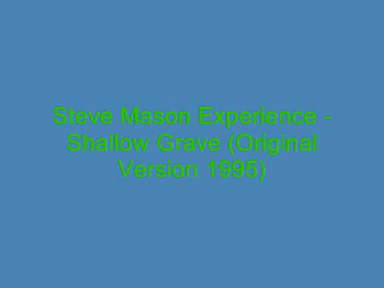 Steve Mason Experience -
Shallow Grave (Original
Version 1995)